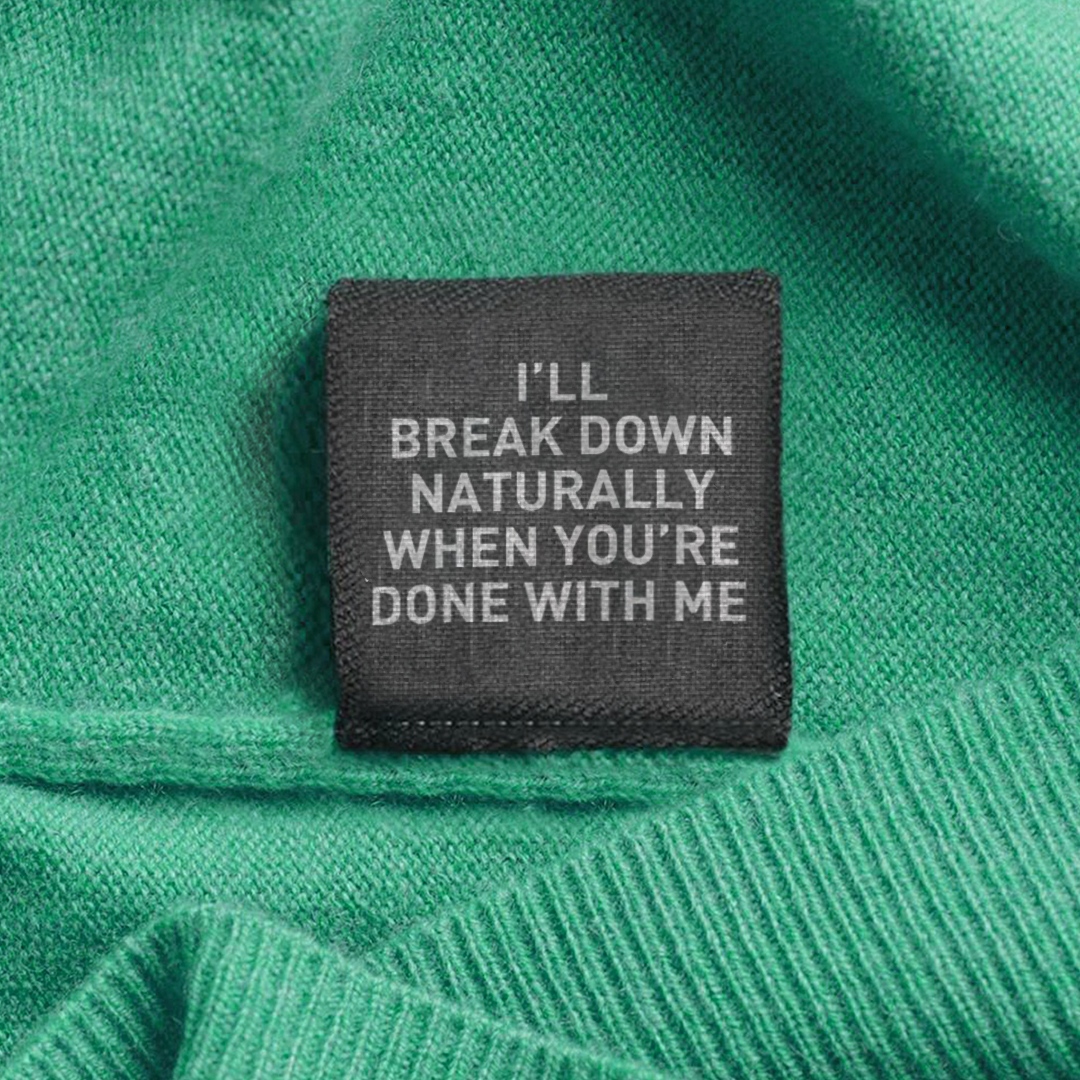 I'LL
BREAK DOWN
NATURALLY
WHEN YOU'RE
DONE WITH ME